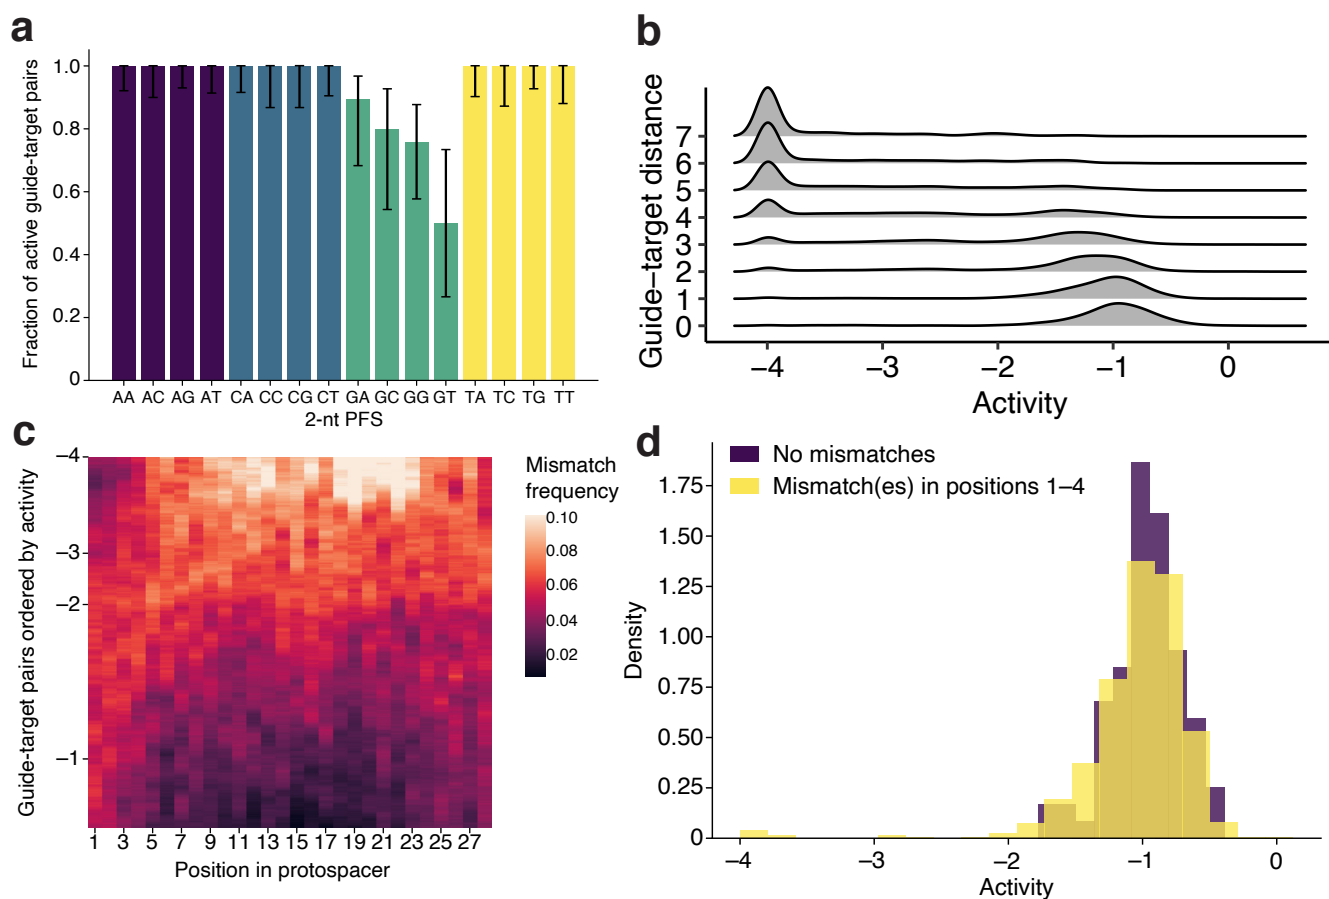 a
Fraction of active guide-target pairs
1.0
0.8
0.6
0.4
0.2
0
AA AC AG AT CA CC CG CT GA GC GG GT TA TC TG TT
2-nt PFS
b
Guide–target distance
7
6
5
4
3
2
1
0
−4 −3 −2 −1 0
Activity
c
Guide-target pairs ordered by activity
−4
−3
−2
−1
1 3 5 7 9 11 13 15 17 19 21 23 25 27
Position in protospacer
Mismatch
frequency
0.10
0.08
0.06
0.04
0.02
d
No mismatches
Mismatch(es) in positions 1–4
Density
1.75
1.50
1.25
1.00
0.75
0.50
0.25
0
−4 −3 −2 −1 0
Activity